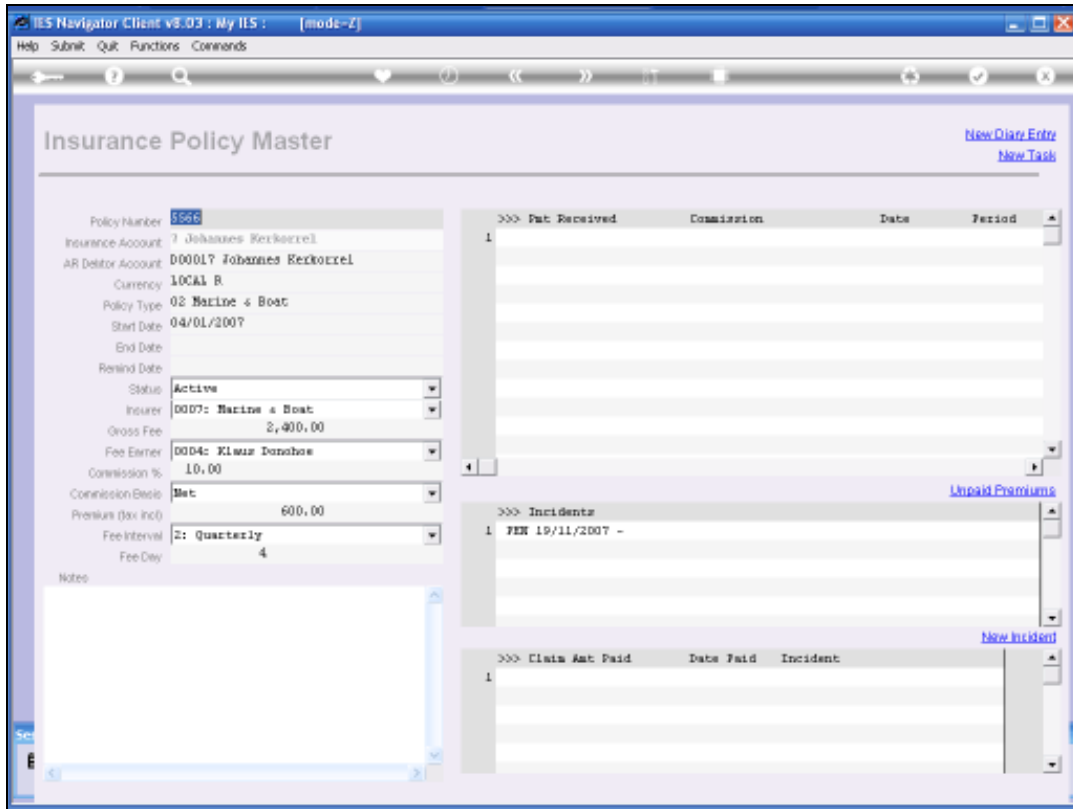 IES Navigator Client v8.03 : My IES : [mode=Z]
Help Submit Quit Functions Commands
Insurance Policy Master
New Diary Entry
New Task
Policy Number 5566
Insurance Account 7 Johannes Kerkorrel
AR Debtor Account D00017 Johannes Kerkorrel
Currency LOCAL R
Policy Type 02 Marine & Boat
Start Date 04/01/2007
End Date
Remind Date
Status Active
Insurer 0007: Marine & Boat
Gross Fee 2,400.00
Fee Earner 0004: Klaus Donohoe
Commission % 10.00
Commission Basis Net
Premium (tax incl) 600.00
Fee Interval 2: Quarterly
Fee Day 4
Notes
>>> Pmt Received Commission Date Period
1
Unpaid Premiums
>>> Incidents
1 PEN 19/11/2007 -
New Incident
>>> Claim Amt Paid Date Paid Incident
1